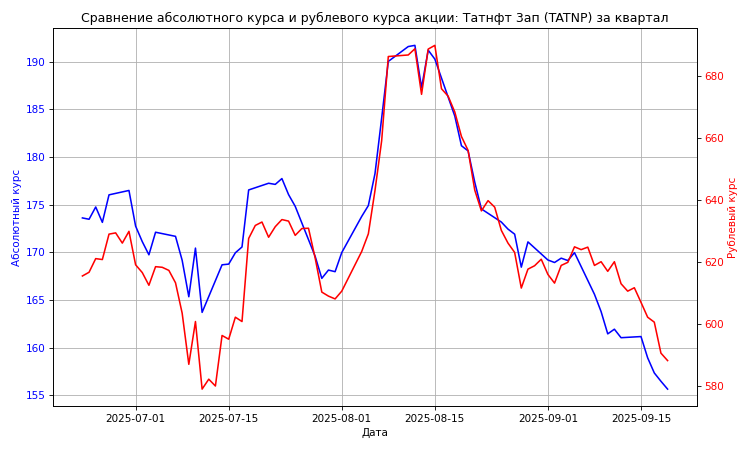 Сравнение абсолютного курса и рублевого курса акции: Татнфт 3ап (TATNP) за квартал
190
185
180
175
170
165
160
155
Абсолютный курс
680
660
640
620
600
580
Рублевый курс
2025-07-01 2025-07-15 2025-08-01 2025-08-15 2025-09-01 2025-09-15
Дата